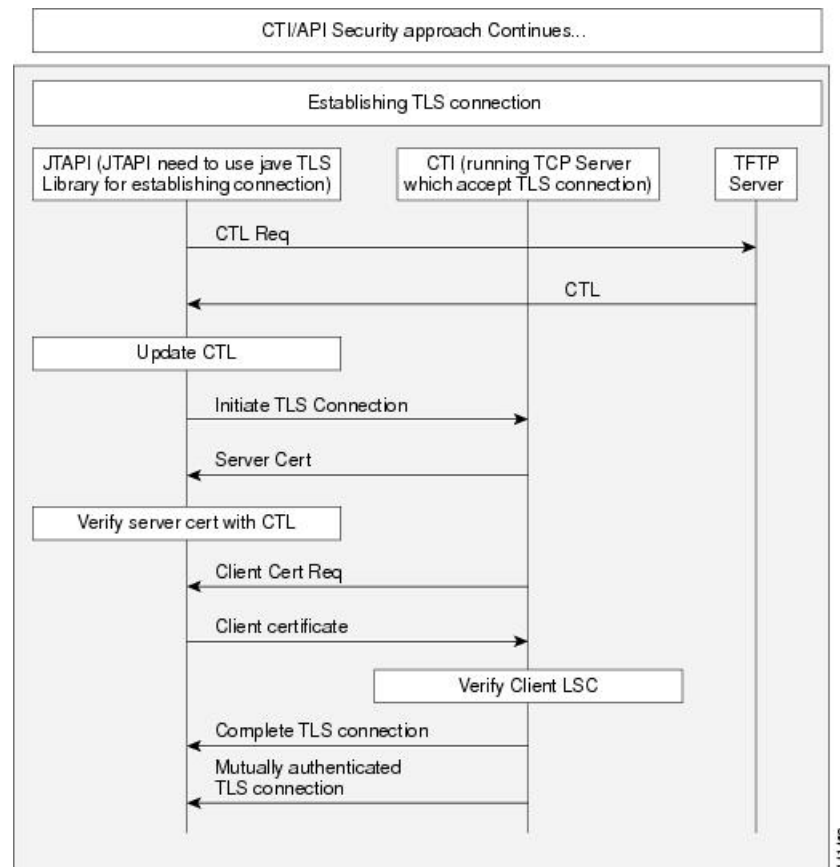 CTI/API Security approach Continues...
Establishing TLS connection
JTAPI (JTAPI need to use jave TLS
Library for establishing connection)
CTI (running TCP Server
which accept TLS connection)
TFTP
Server
CTL Req
CTL
Update CTL
Initiate TLS Connection
Server Cert
Verify server cert with CTL
Client Cert Req
Client certificate
Verify Client LSC
Complete TLS connection
Mutually authenticated
TLS connection